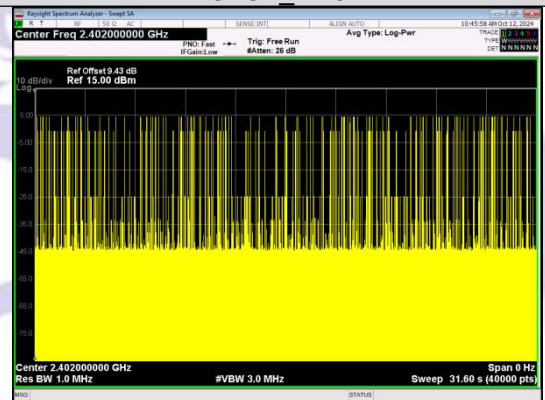 Keysight Spectrum Analyzer - Swept SA
R T RF 50 Ω AC SENSE:INT ALIGN AUTO 10:45:58 AM Oct 12, 2024
Center Freq 2.402000000 GHz Avg Type: Log-Pwr TRACE 1 2 3 4 5 6
PNO: Fast Trig: Free Run TYPE
IFGain:Low #Atten: 26 dB DET N N N N N N
Ref Offset 9.43 dB
10 dB/div Ref 15.00 dBm
Log
5.00
-5.00
-15.0
-25.0
-35.0
-45.0
-55.0
-65.0
-75.0
Center 2.402000000 GHz Span 0 Hz
Res BW 1.0 MHz #VBW 3.0 MHz Sweep 31.60 s (40000 pts)
MSG STATUS